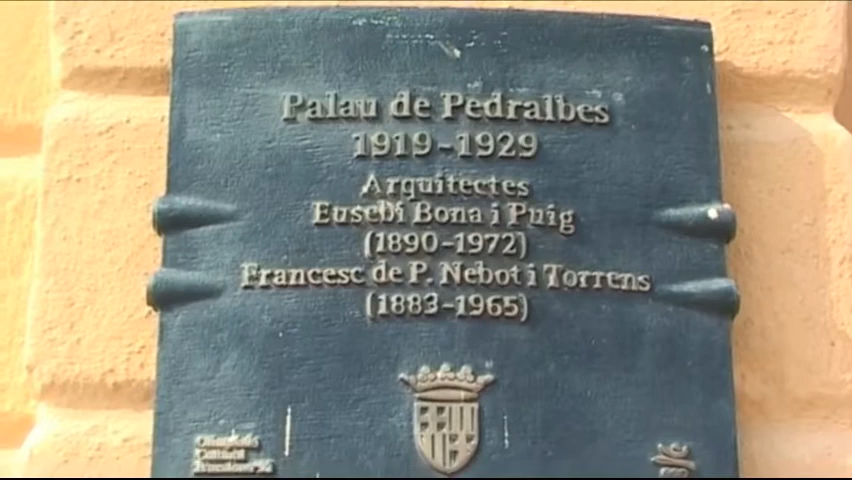 Palau de Pedralbes
1919-1929
Arquitectes
Eusebi Bona i Puig
(1890-1972)
Francesc de P. Nebot i Torrens
(1883-1965)